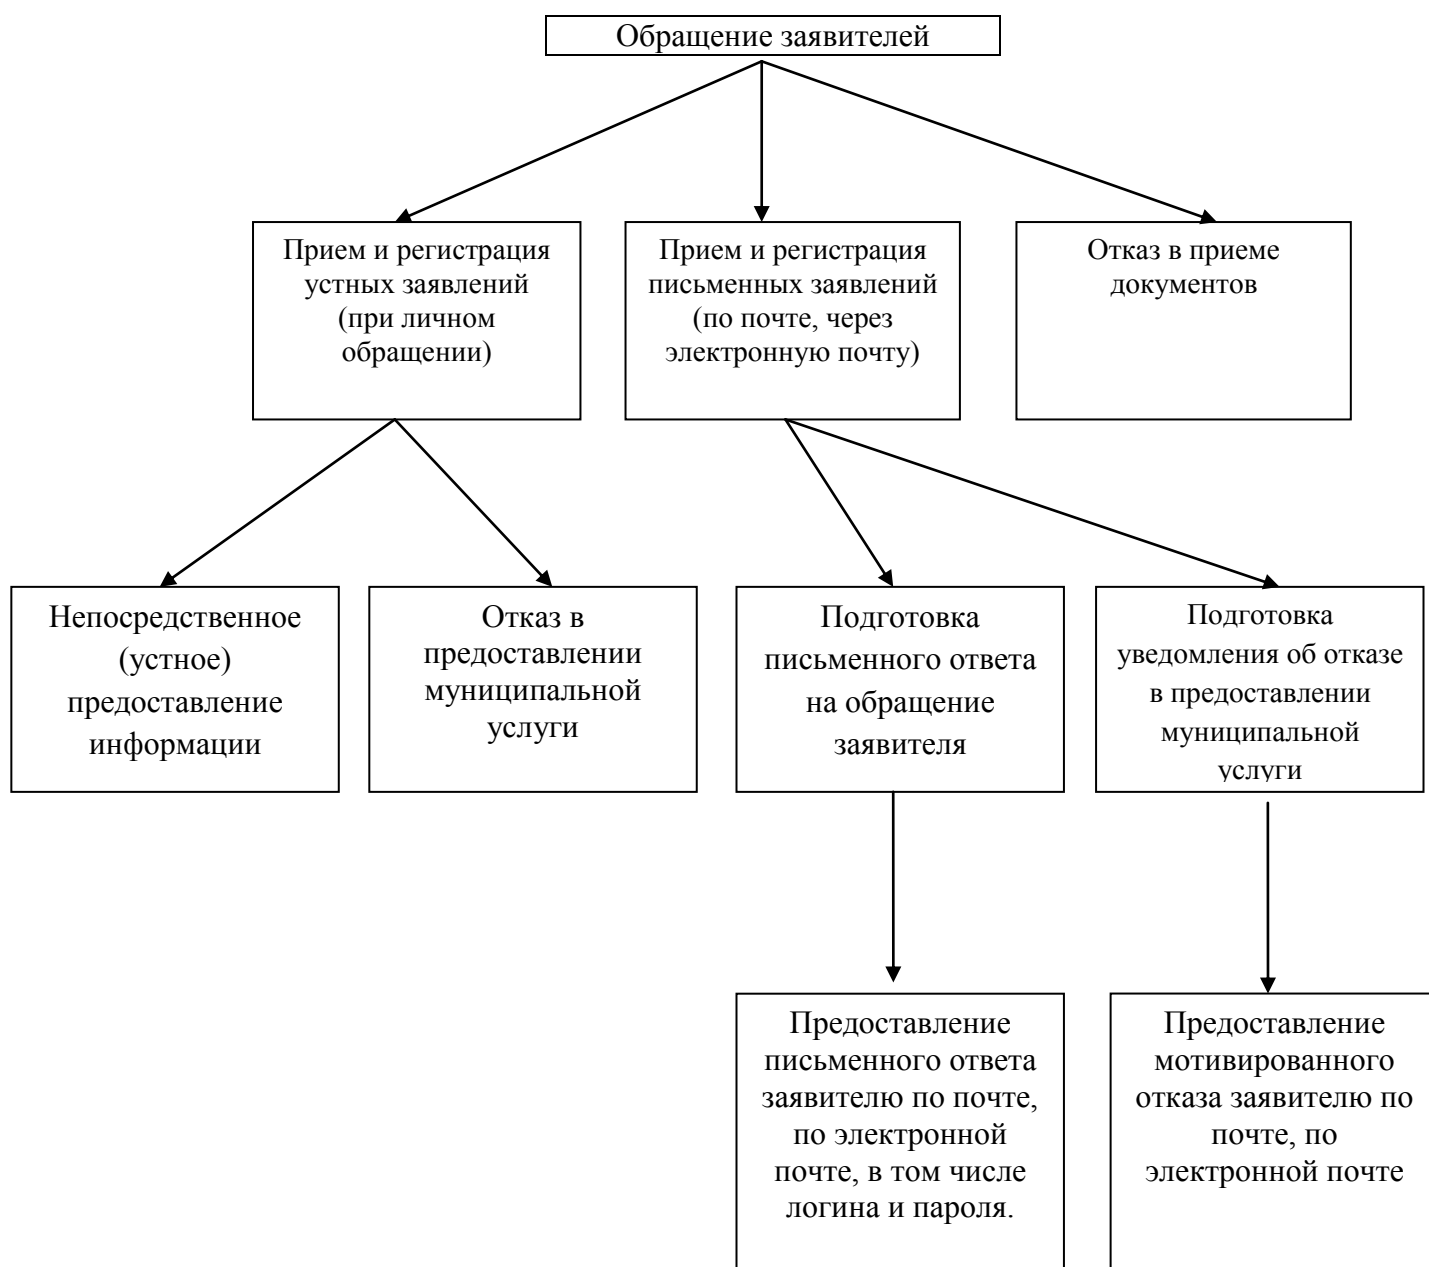 Обращение заявителей
Прием и регистрация
устных заявлений
(при личном
обращении)
Прием и регистрация
письменных заявлений
(по почте, через
электронную почту)
Отказ в приеме
документов
Непосредственное
(устное)
предоставление
информации
Отказ в
предоставлении
муниципальной
услуги
Подготовка
письменного ответа
на обращение
заявителя
Подготовка
уведомления об отказе
в предоставлении
муниципальной
услуги
Предоставление
письменного ответа
заявителю по почте,
по электронной
почте, в том числе
логина и пароля.
Предоставление
мотивированного
отказа заявителю по
почте, по
электронной почте